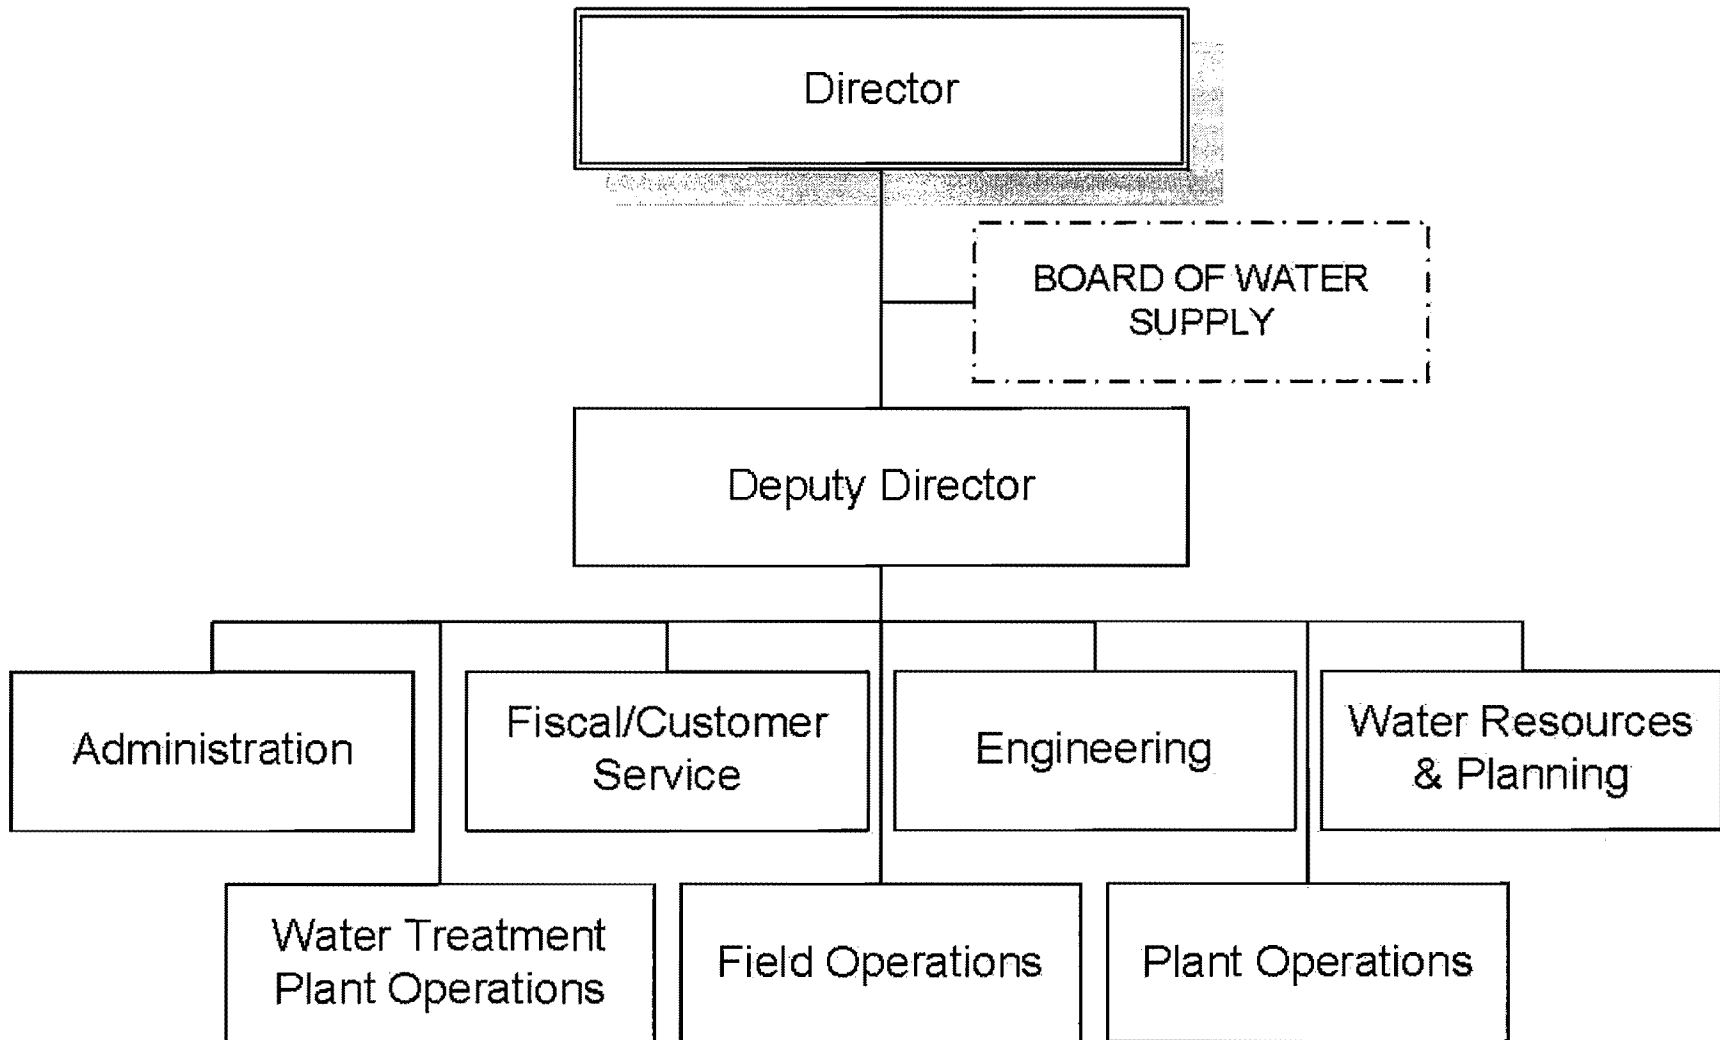 Director
BOARD OF WATER
SUPPLY
Deputy Director
Administration
Fiscal/Customer
Service
Engineering
Water Resources
& Planning
Water Treatment
Plant Operations
Field Operations
Plant Operations